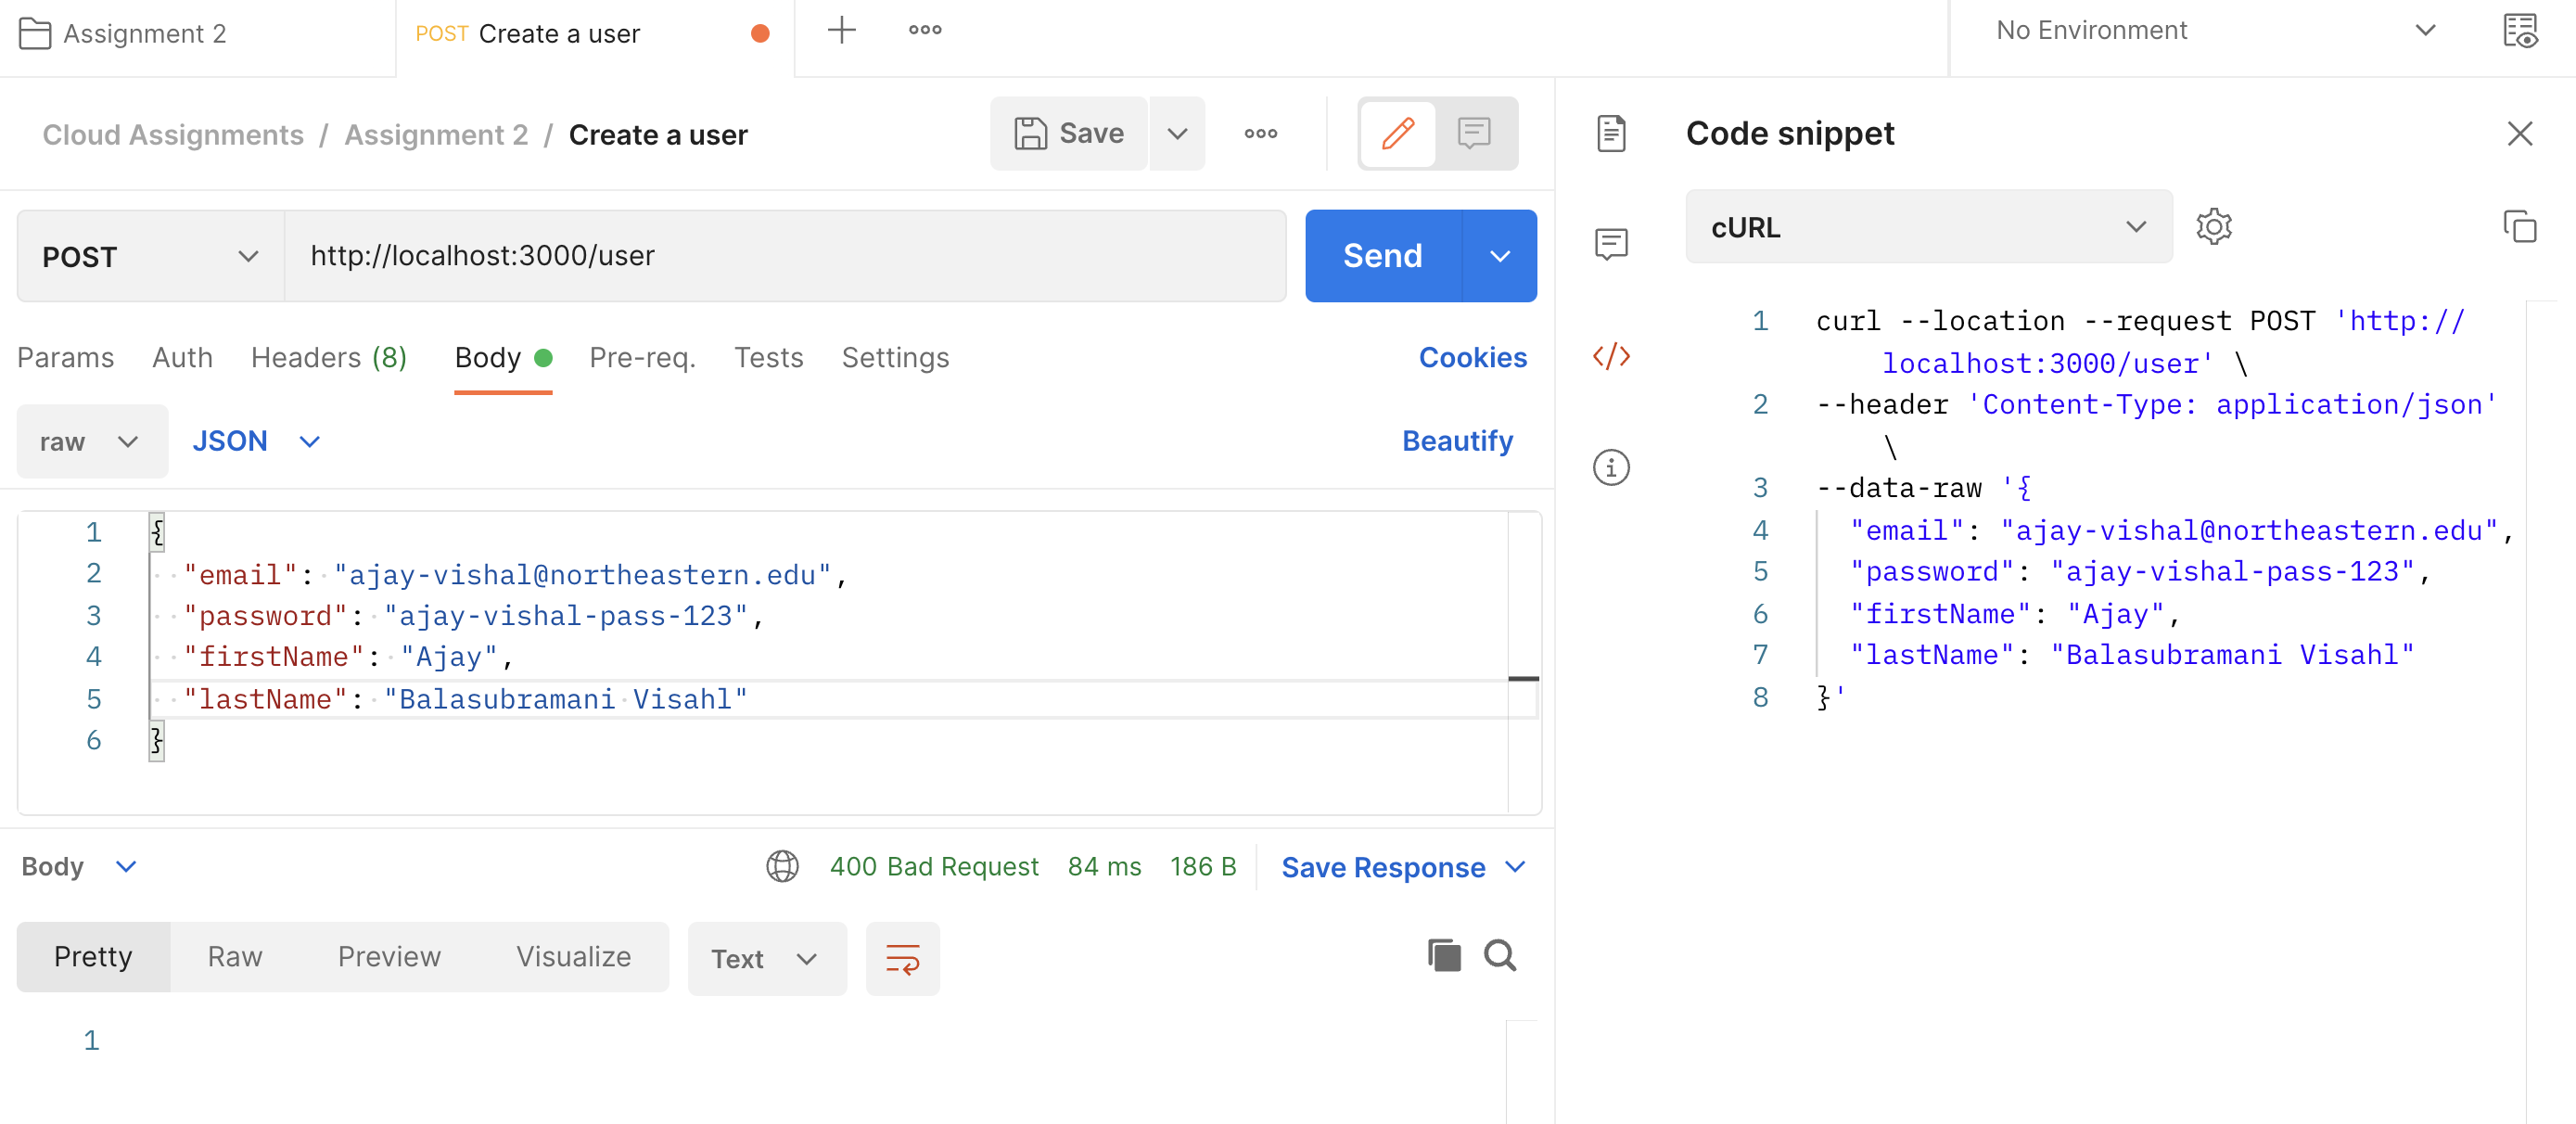 Assignment 2
POST Create a user
No Environment
Cloud Assignments / Assignment 2 / Create a user
Save
Code snippet
POST
http://localhost:3000/user
Send
cURL
Params Auth Headers (8) Body Pre-req. Tests Settings Cookies
raw JSON Beautify
1 {
2 "email": "ajay-vishal@northeastern.edu",
3 "password": "ajay-vishal-pass-123",
4 "firstName": "Ajay",
5 "lastName": "Balasubramani Visahl"
6 }
Body
400 Bad Request 84 ms 186 B Save Response
Pretty Raw Preview Visualize Text
1
1 curl --location --request POST 'http://
localhost:3000/user' \
2 --header 'Content-Type: application/json'
\
3 --data-raw '{
4 "email": "ajay-vishal@northeastern.edu",
5 "password": "ajay-vishal-pass-123",
6 "firstName": "Ajay",
7 "lastName": "Balasubramani Visahl"
8 }'